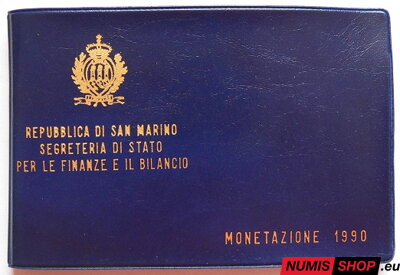 REPUBBLICA DI SAN MARINO
SEGRETERIA DI STATO
PER LE FINANZE E IL BILANCIO
MONETAZIONE 1990
NUMIS SHOP.eu